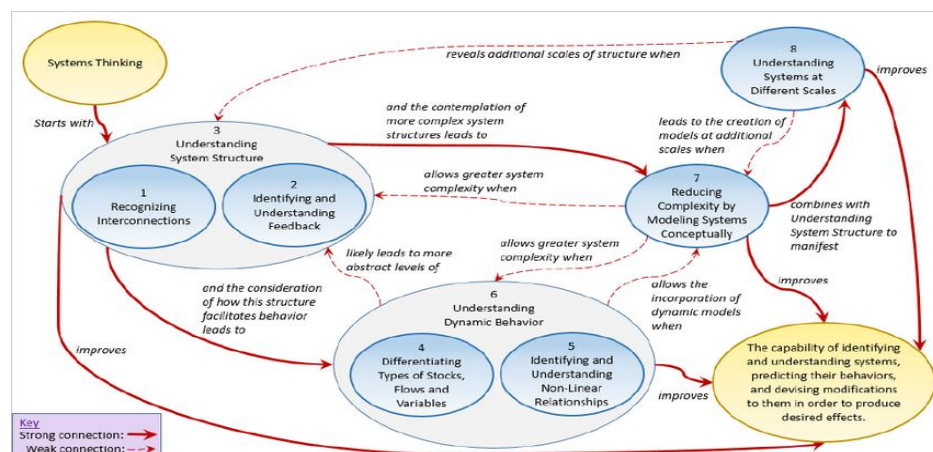 Systems Thinking
Starts with
reveals additional scales of structure when
8
Understanding
Systems at
Different Scales
improves
3
Understanding
System Structure
1
Recognizing
Interconnections
2
Identifying and
Understanding
Feedback
and the contemplation of
more complex system
structures leads to
leads to the creation of
models at additional
scales when
allows greater system
complexity when
7
Reducing
Complexity by
Modeling Systems
Conceptually
combines with
Understanding
System Structure to
manifest
likely leads to more
abstract levels of
allows greater system
complexity when
and the consideration
of how this structure
facilitates behavior
leads to
6
Understanding
Dynamic Behavior
4
Differentiating
Types of Stocks,
Flows and
Variables
5
Identifying and
Understanding
Non-Linear
Relationships
allows the
incorporation of
dynamic models
when
improves
improves
improves
The capability of identifying
and understanding systems,
predicting their behaviors,
and devising modifications
to them in order to produce
desired effects.
Key
Strong connection:
Weak connection: